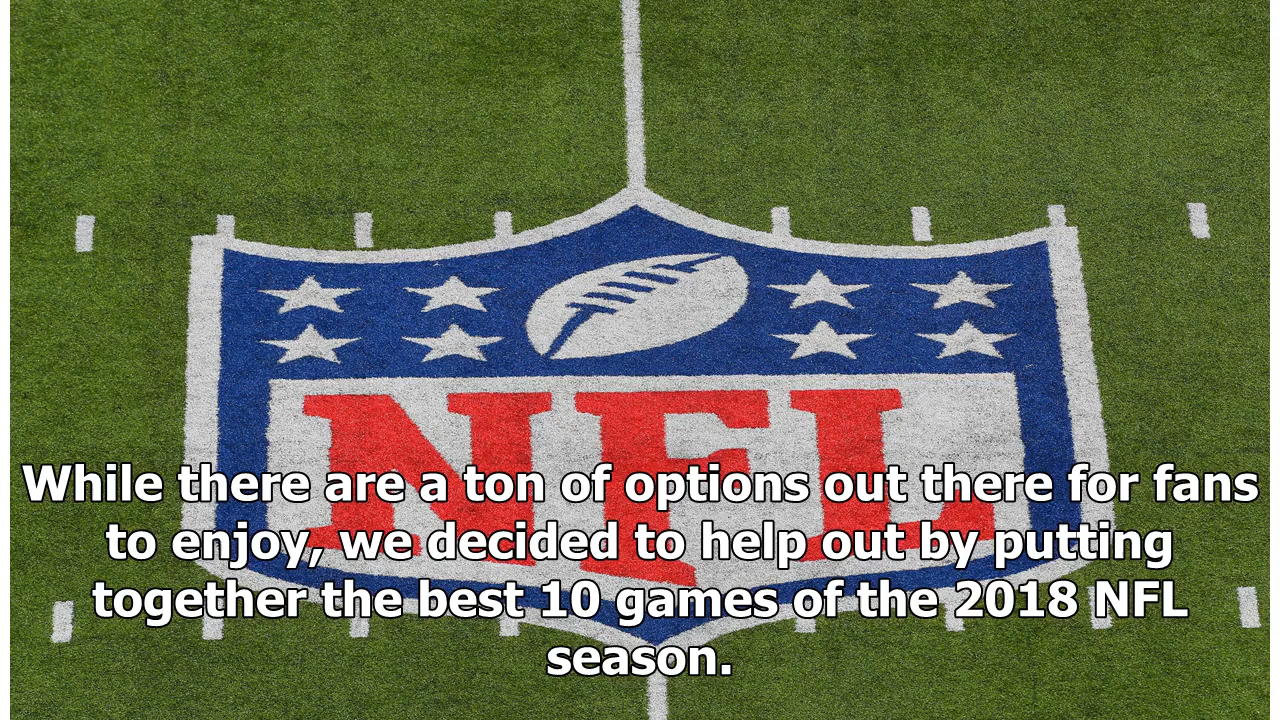 NFL
While there are a ton of options out there for fans
to enjoy, we decided to help out by putting
together the best 10 games of the 2018 NFL
season.